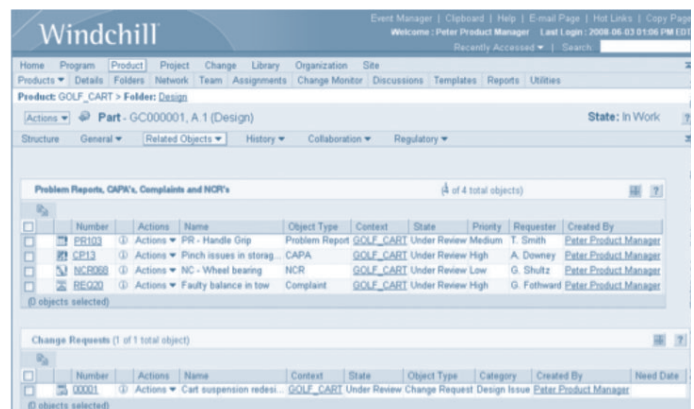 Event Manager | Clipboard | Help | E-mail Page | Hot Links | Copy Page
Windchill
Welcome : Peter Product Manager Last Login : 2008-06-03 01:06 PM EDT
Recently Accessed ▾ | Search:
Home Program Product Project Change Library Organization Site
Products ▾ Details Folders Network Team Assignments Change Monitor Discussions Templates Reports Utilities
Product: GOLF_CART > Folder: Design
Actions ▾ Part - GC000001, A.1 (Design) State: In Work ?
Structure General ▾ Related Objects ▾ History ▾ Collaboration ▾ Regulatory ▾
Problem Reports, CAPA's, Complaints and NCR's (4 of 4 total objects) ?
Number Actions Name Object Type Context State Priority Requester Created By
PR103 Actions ▾ PR - Handle Grip Problem Report GOLF_CART Under Review Medium T. Smith Peter Product Manager
CP13 Actions ▾ Pinch issues in storag... CAPA GOLF_CART Under Review High A. Downey Peter Product Manager
NCR068 Actions ▾ NC - Wheel bearing NCR GOLF_CART Under Review Low G. Shultz Peter Product Manager
REQ20 Actions ▾ Faulty balance in tow Complaint GOLF_CART Under Review High G. Fothward Peter Product Manager
(0 objects selected)
Change Requests (1 of 1 total object) ?
Number Actions Name Context State Object Type Category Created By Need Date
00001 Actions ▾ Cart suspension redesi... GOLF_CART Under Review Change Request Design Issue Peter Product Manager
(0 objects selected)